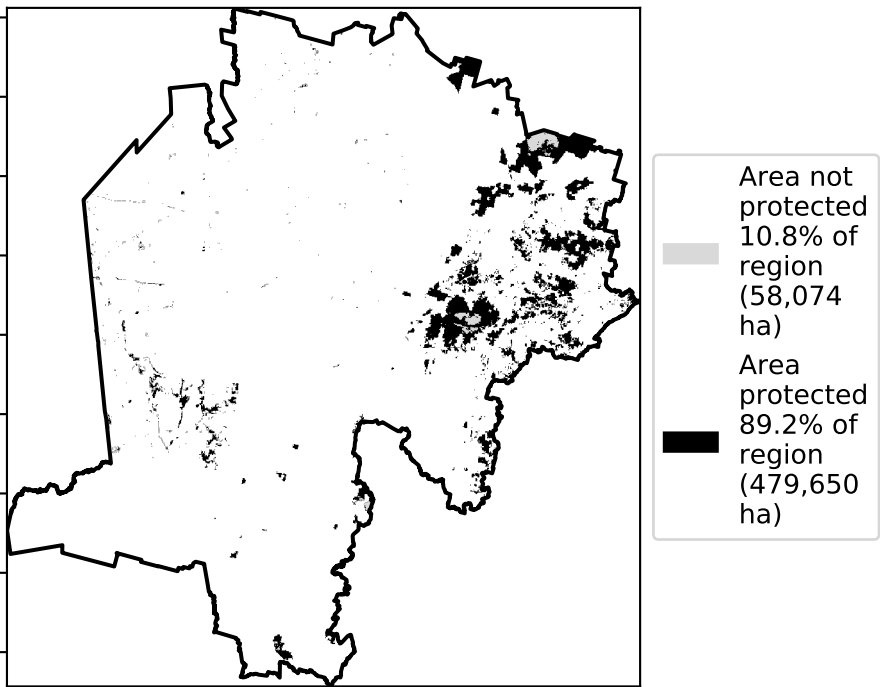 Area not
protected
10.8% of
region
(58,074
ha)
Area
protected
89.2% of
region
(479,650
ha)